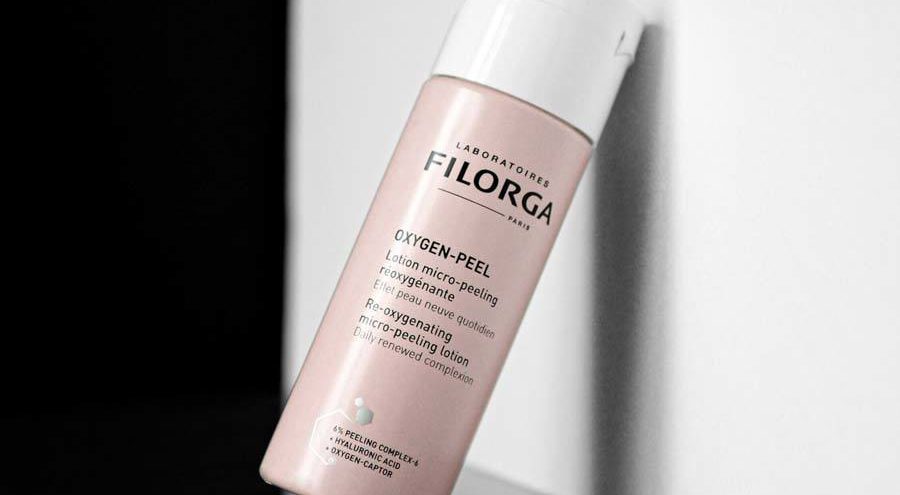 LABORATOIRES
FILORGA
PARIS
OXYGEN-PEEL
Lotion micro-peeling
réoxygénante
Effet peau neuve quotidien
Re-oxygenating
micro-peeling lotion
Daily renewed complexion
6% PEELING COMPLEX-6
+ HYALURONIC ACID
+ OXYGEN-CAPTOR